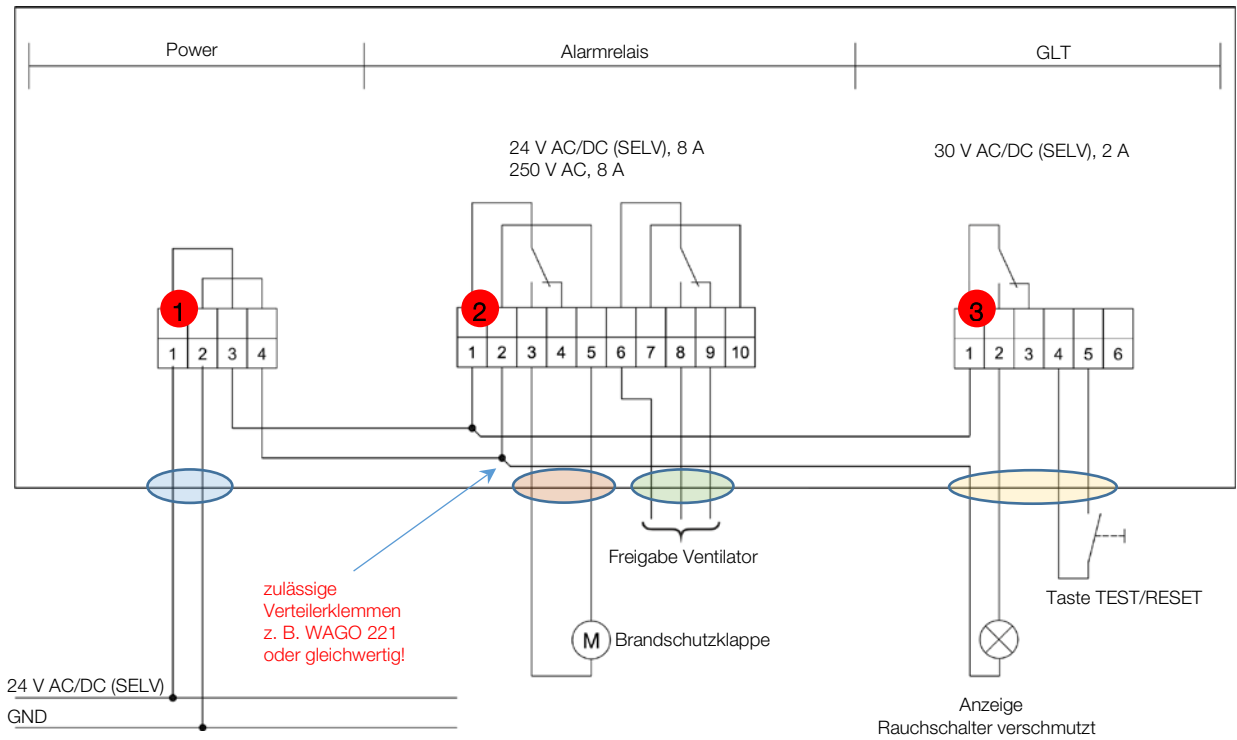 Power
Alarmrelais
GLT
24 V AC/DC (SELV), 8 A
250 V AC, 8 A
30 V AC/DC (SELV), 2 A
1
2
3
1 2 3 4
1 2 3 4 5 6 7 8 9 10
1 2 3 4 5 6
Freigabe Ventilator
zulässige
Verteilerklemmen
z. B. WAGO 221
oder gleichwertig!
Taste TEST/RESET
M
Brandschutzklappe
24 V AC/DC (SELV)
GND
Anzeige
Rauchschalter verschmutzt